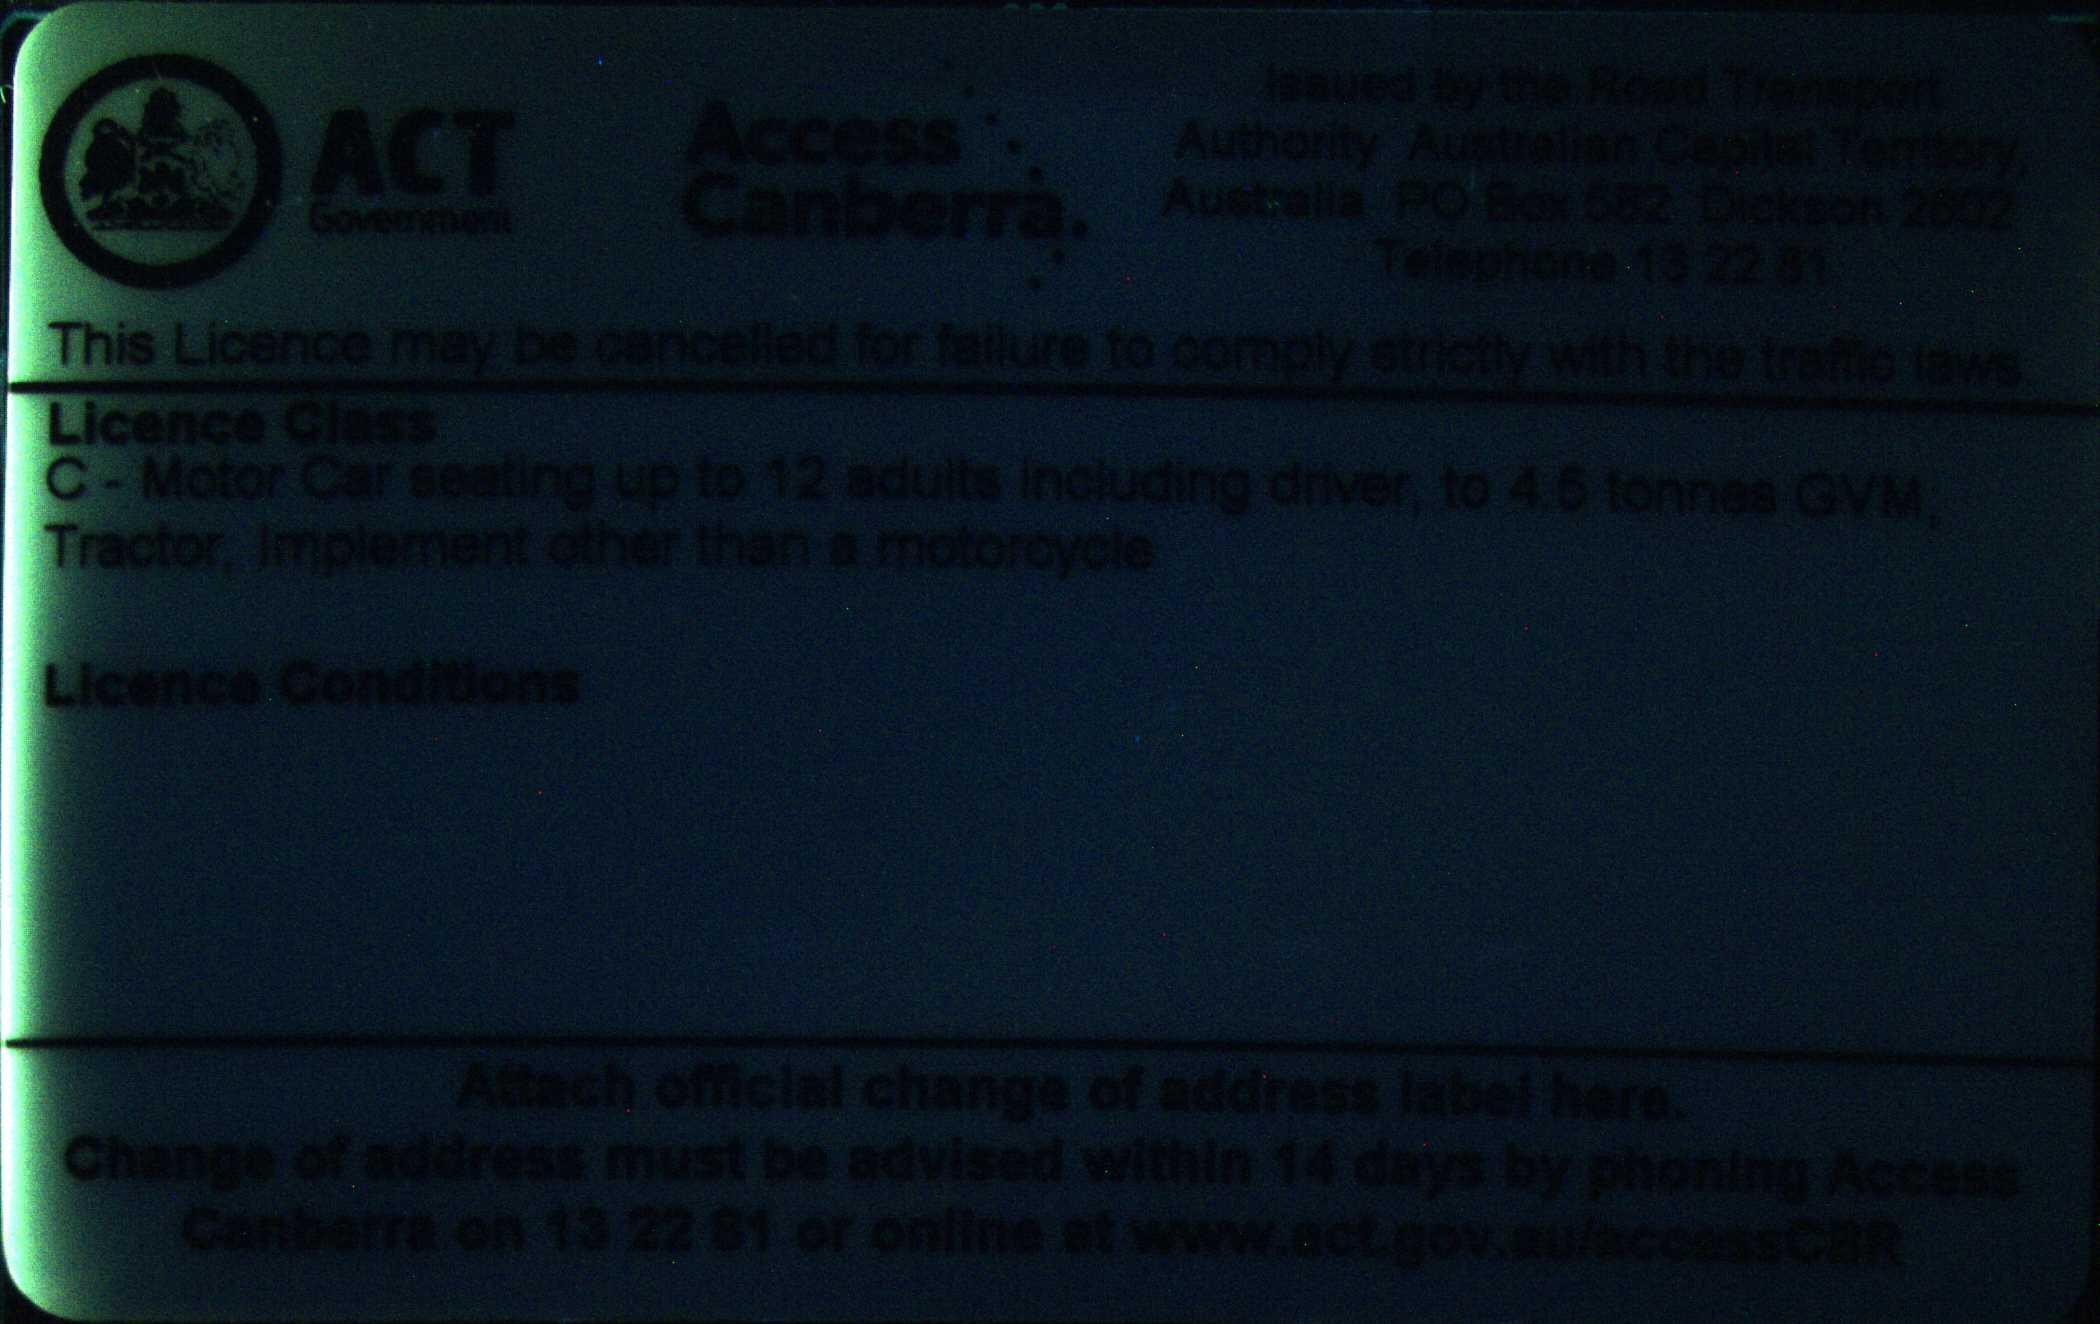 ACT
Government
Access
Canberra.
Issued by the Road Transport
Authority Australian Capital Territory,
Australia PO Box 582 Dickson 2602
Telephone 13 22 81
This Licence may be cancelled for failure to comply strictly with the traffic laws
Licence Class
C - Motor Car seating up to 12 adults including driver, to 4.5 tonnes GVM,
Tractor, Implement other than a motorcycle
Licence Conditions
Attach official change of address label here.
Change of address must be advised within 14 days by phoning Access
Canberra on 13 22 81 or online at www.act.gov.au/accessCBR